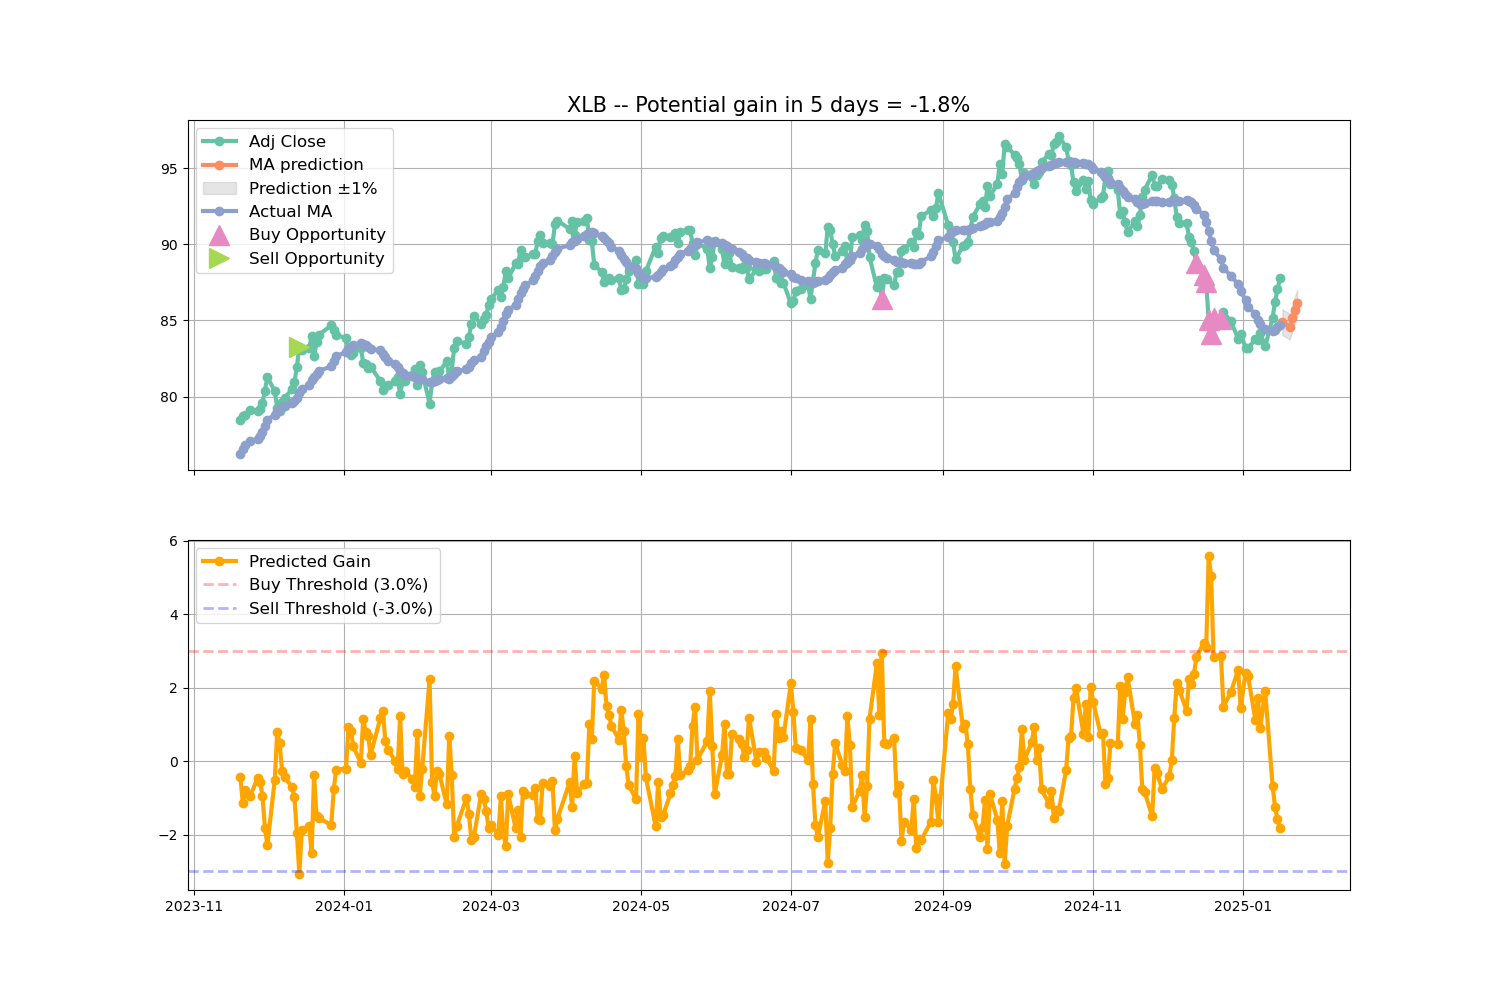 XLB -- Potential gain in 5 days = -1.8%
Adj Close
MA prediction
Prediction ±1%
Actual MA
Buy Opportunity
Sell Opportunity
95
90
85
80
6
4
2
0
−2
Predicted Gain
Buy Threshold (3.0%)
Sell Threshold (-3.0%)
2023-11
2024-01
2024-03
2024-05
2024-07
2024-09
2024-11
2025-01